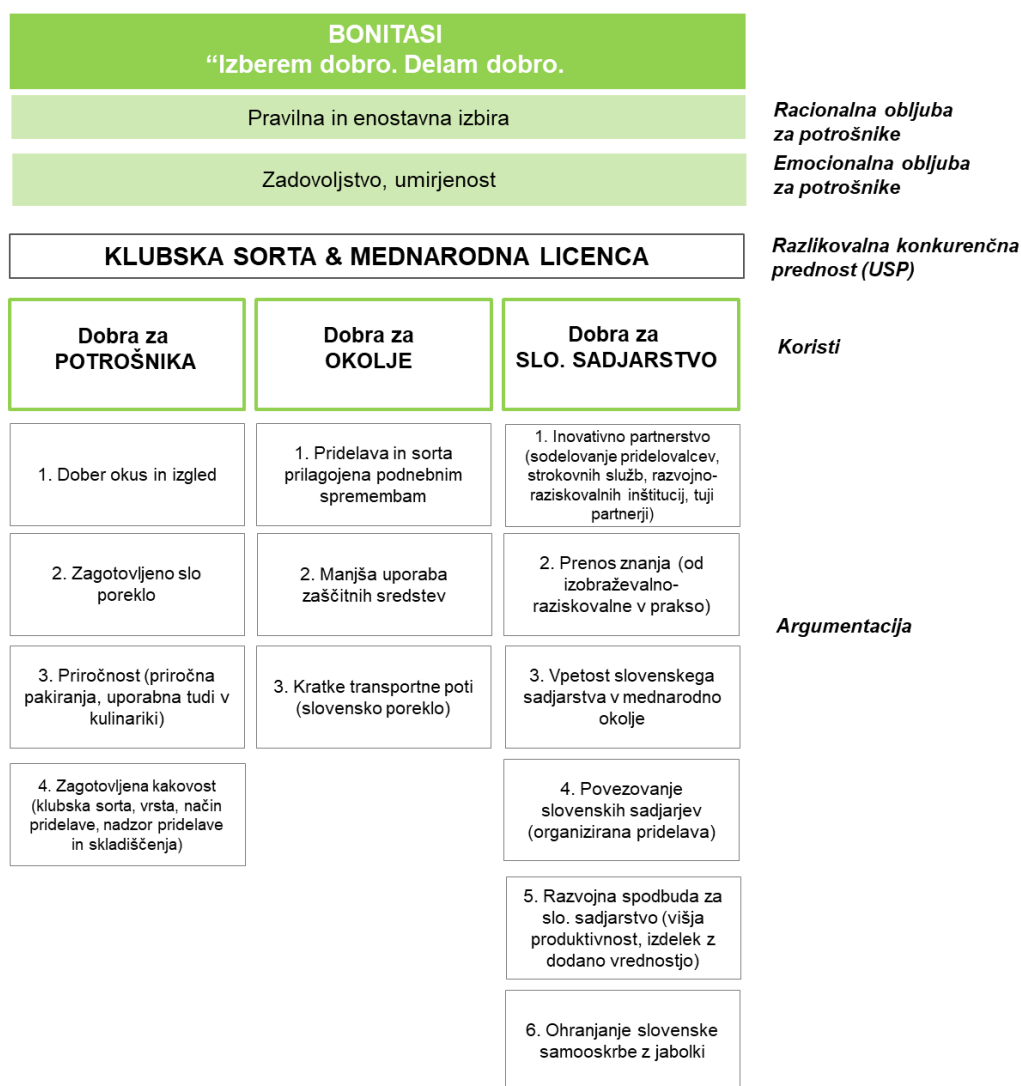 BONITASI
“Izberem dobro. Delam dobro.
Pravilna in enostavna izbira
Racionalna obljuba
za potrošnike
Zadovoljstvo, umirjenost
Emocionalna obljuba
za potrošnike
KLUBSKA SORTA & MEDNARODNA LICENCA
Razlikovalna konkurenčna
prednost (USP)
Dobra za
POTROŠNIKA
Dobra za
OKOLJE
Dobra za
SLO. SADJARSTVO
Koristi
1. Dober okus in izgled
1. Pridelava in sorta
prilagojena podnebnim
spremembam
1. Inovativno partnerstvo
(sodelovanje pridelovalcev,
strokovnih služb, razvojno-
raziskovalnih inštitucij, tuji
partnerji)
2. Zagotovljeno slo
poreklo
2. Manjša uporaba
zaščitnih sredstev
2. Prenos znanja (od
izobraževalno-
raziskovalne v prakso)
Argumentacija
3. Priročnost (priročna
pakiranja, uporabna tudi v
kulinariki)
3. Kratke transportne poti
(slovensko poreklo)
3. Vpetost slovenskega
sadjarstva v mednarodno
okolje
4. Zagotovljena kakovost
(klubska sorta, vrsta, način
pridelave, nadzor pridelave
in skladiščenja)
4. Povezovanje
slovenskih sadjarjev
(organizirana pridelava)
5. Razvojna spodbuda za
slo. sadjarstvo (višja
produktivnost, izdelek z
dodano vrednostjo)
6. Ohranjanje slovenske
samooskrbe z jabolki